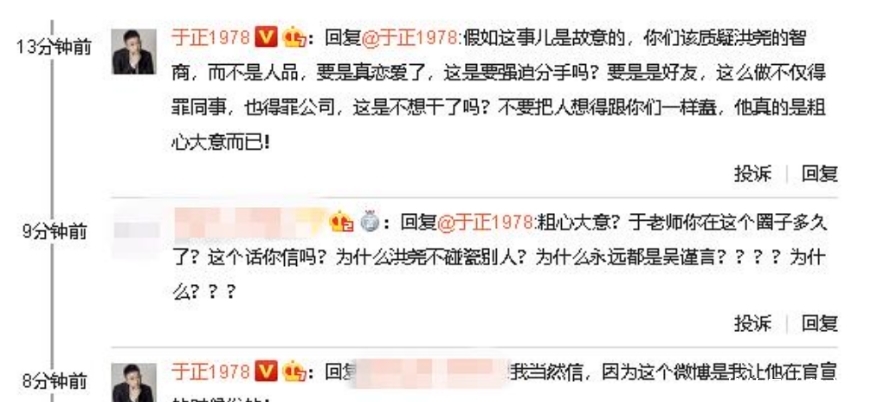 13分钟前
于正1978 V : 回复@于正1978:假如这事儿是故意的，你们该质疑洪尧的智
商，而不是人品，要是真恋爱了，这是要强迫分手吗？要是是好友，这么做不仅得
罪同事，也得罪公司，这是不想干了吗？不要把人想得跟你们一样蠢，他真的是粗
心大意而已!
投诉 | 回复
9分钟前
: 回复@于正1978:粗心大意？于老师你在这个圈子多久
了？这个话你信吗？为什么洪尧不碰瓷别人？为什么永远都是吴谨言？？？？为什
么？？？
投诉 | 回复
8分钟前
于正1978 V : 回复 我当然信，因为这个微博是我让他在官宣